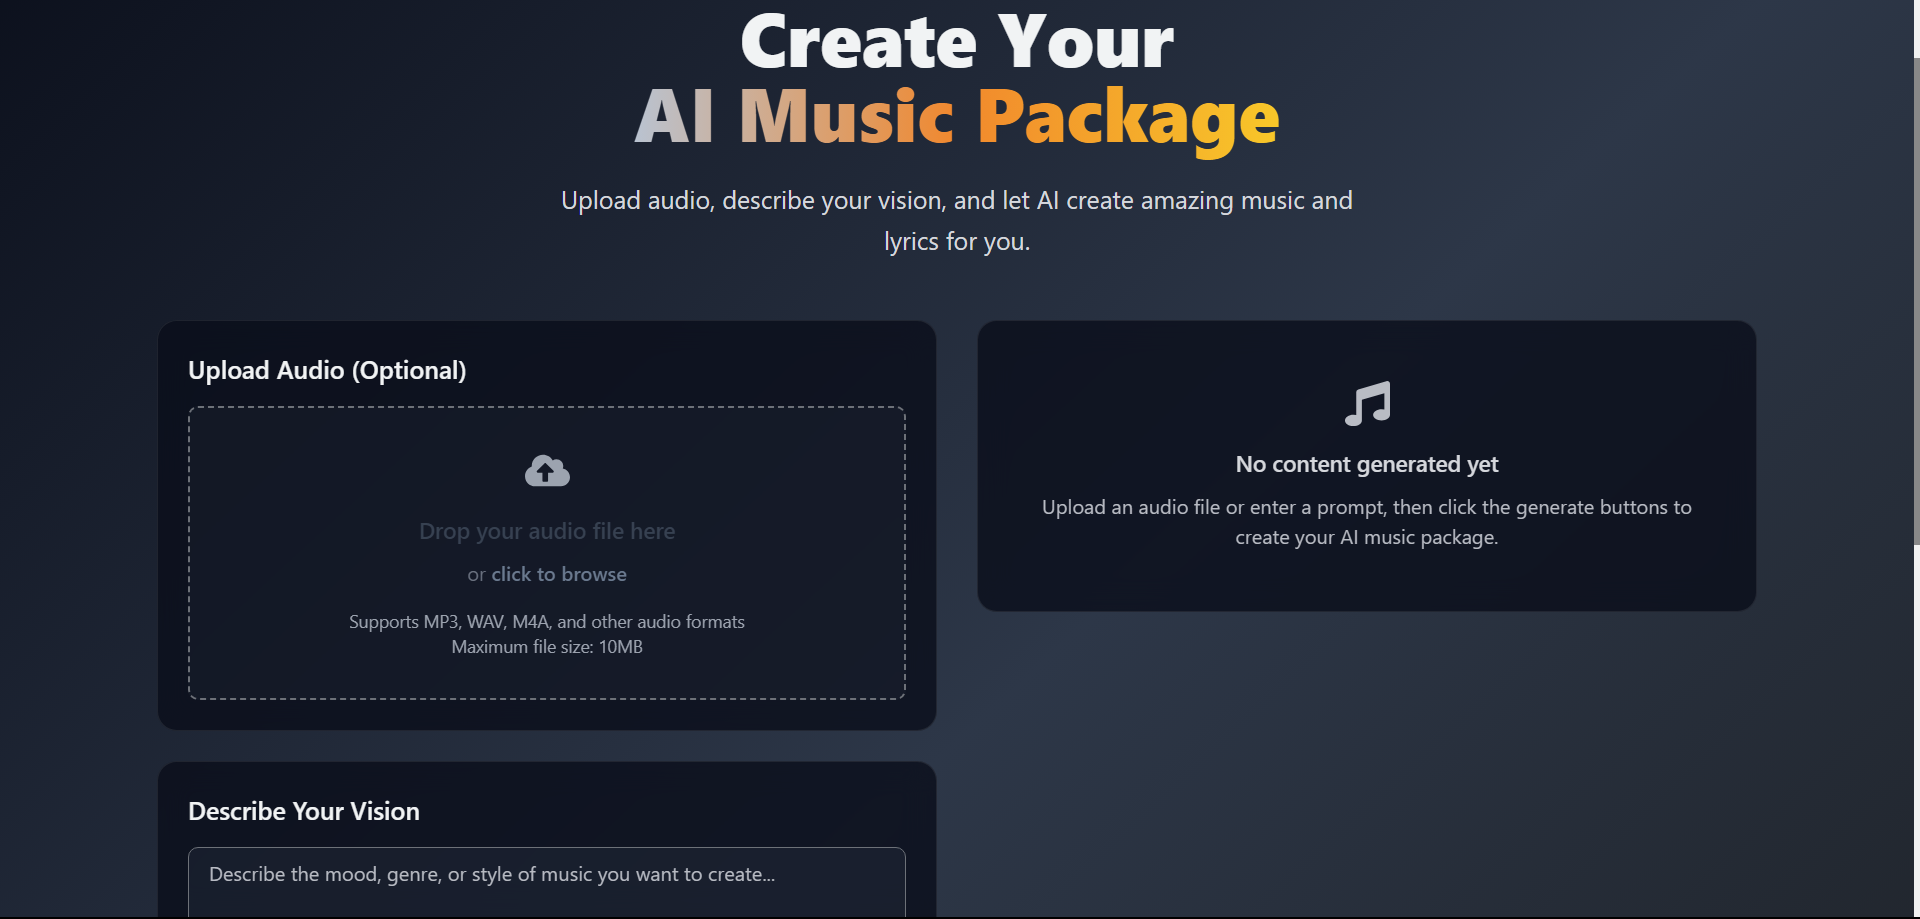 Create Your
AI Music Package
Upload audio, describe your vision, and let AI create amazing music and
lyrics for you.
Upload Audio (Optional)
Drop your audio file here
or click to browse
Supports MP3, WAV, M4A, and other audio formats
Maximum file size: 10MB
No content generated yet
Upload an audio file or enter a prompt, then click the generate buttons to
create your AI music package.
Describe Your Vision
Describe the mood, genre, or style of music you want to create...